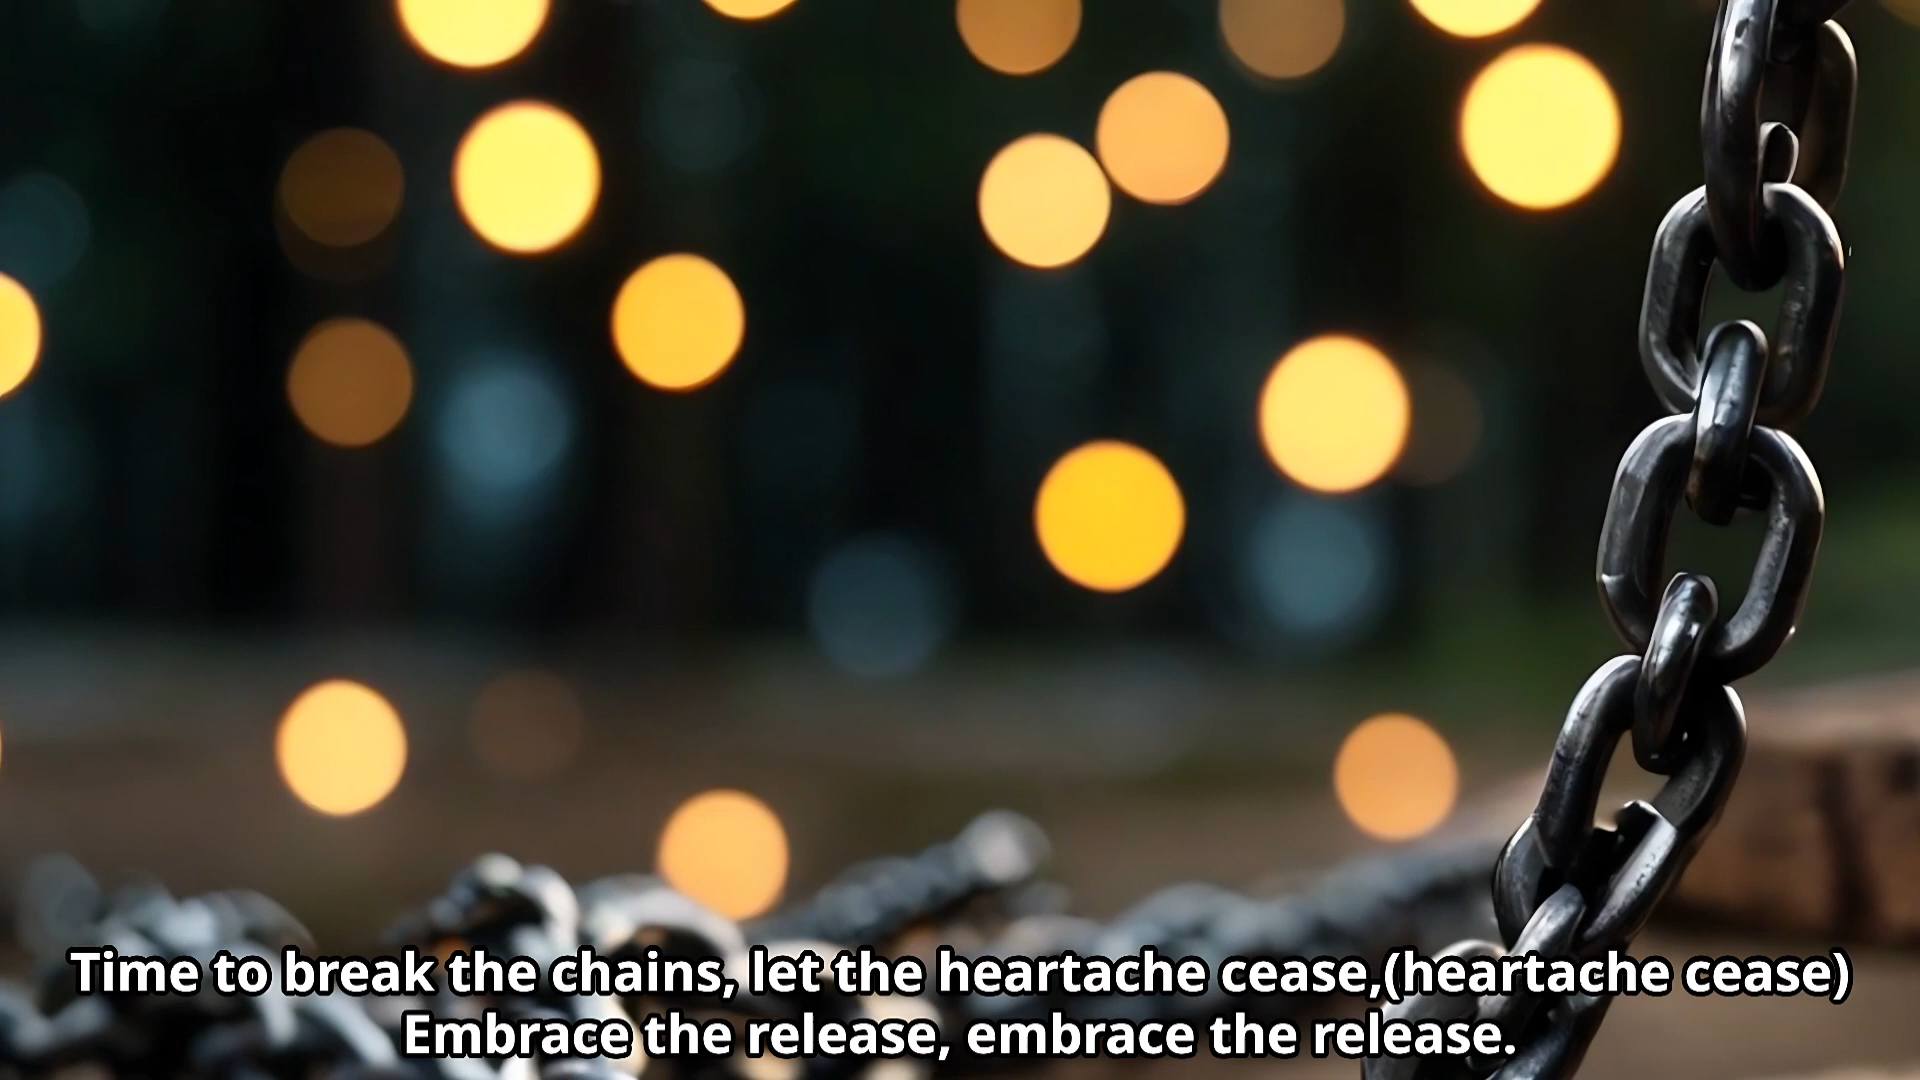 Time to break the chains, let the heartache cease,(heartache cease)
Embrace the release, embrace the release.